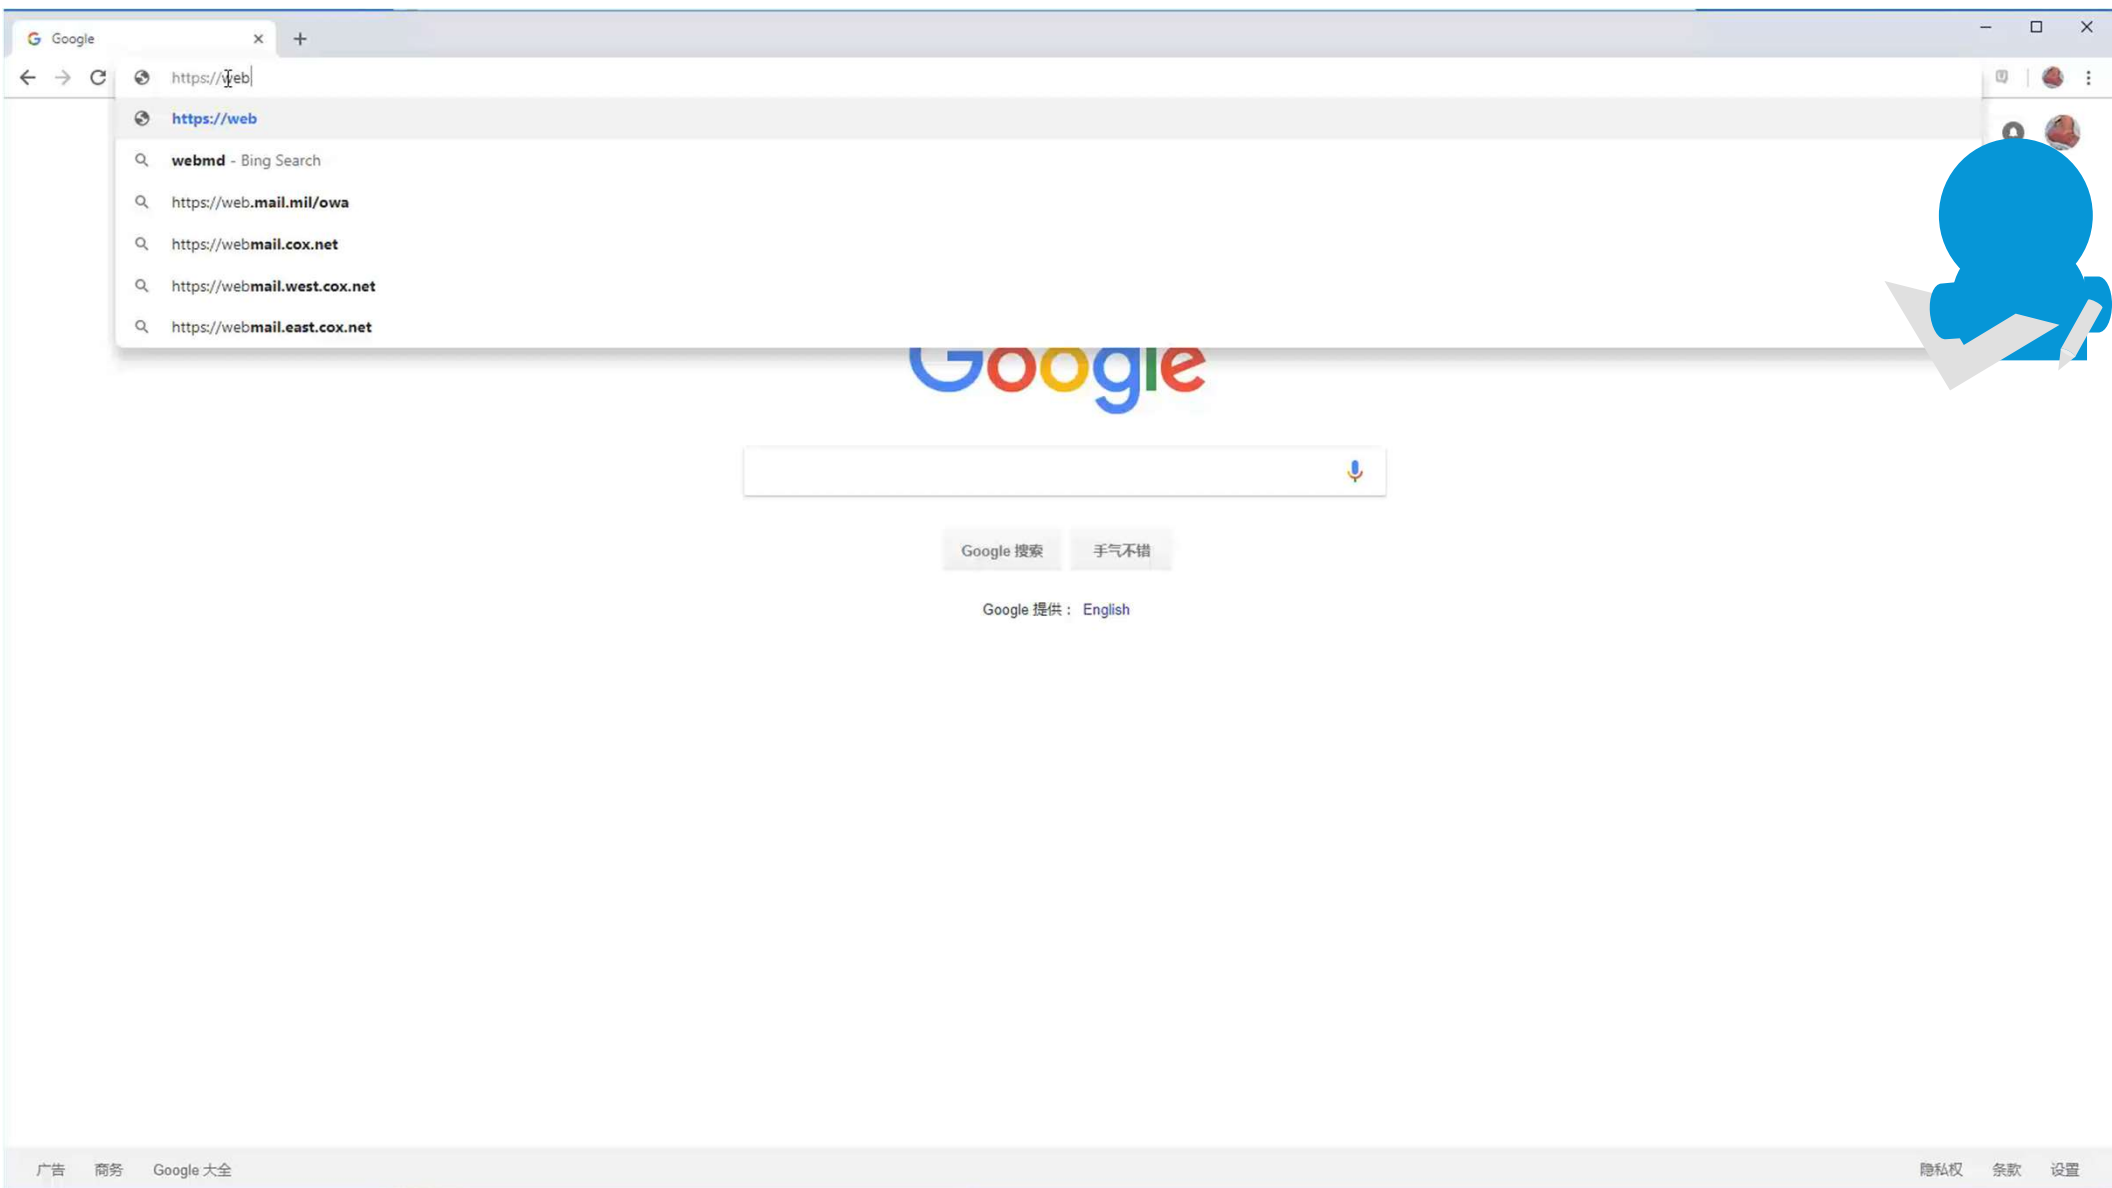 Google
https://web
https://web
webmd - Bing Search
https://web.mail.mil/owa
https://webmail.cox.net
https://webmail.west.cox.net
https://webmail.east.cox.net
Google
Google 搜索 手气不错
Google 提供： English
广告 商务 Google 大全 隐私权 条款 设置